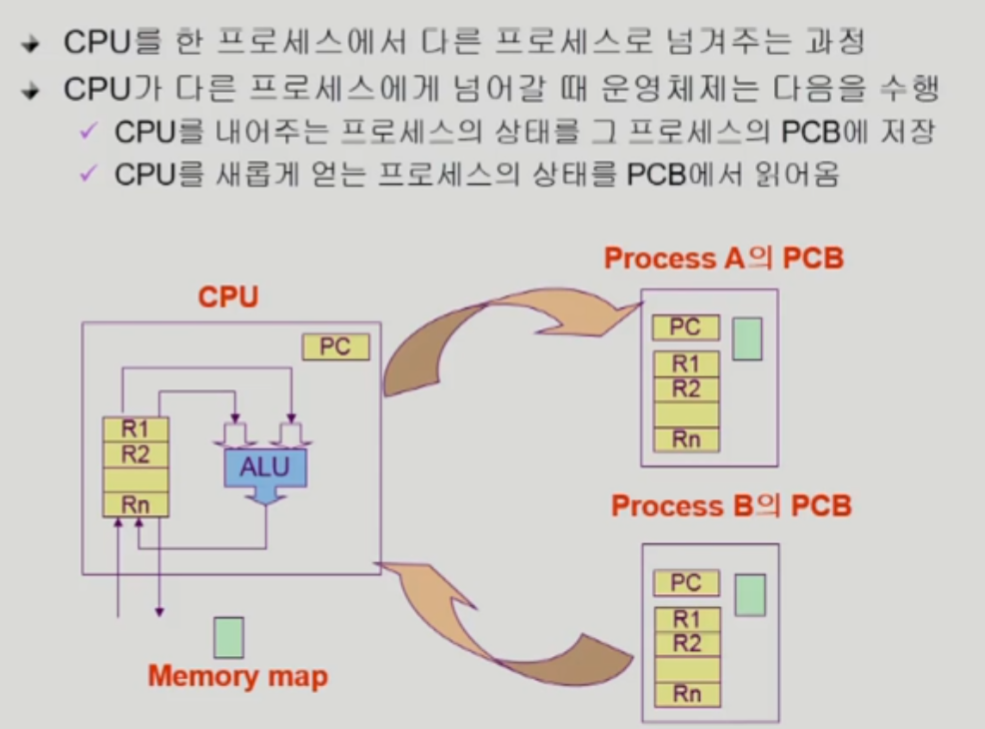 CPU를 한 프로세스에서 다른 프로세스로 넘겨주는 과정
CPU가 다른 프로세스에게 넘어갈 때 운영체제는 다음을 수행
CPU를 내어주는 프로세스의 상태를 그 프로세스의 PCB에 저장
CPU를 새롭게 얻는 프로세스의 상태를 PCB에서 읽어옴
CPU
PC
R1
R2
Rn
ALU
Memory map
Process A의 PCB
PC
R1
R2
Rn
Process B의 PCB
PC
R1
R2
Rn